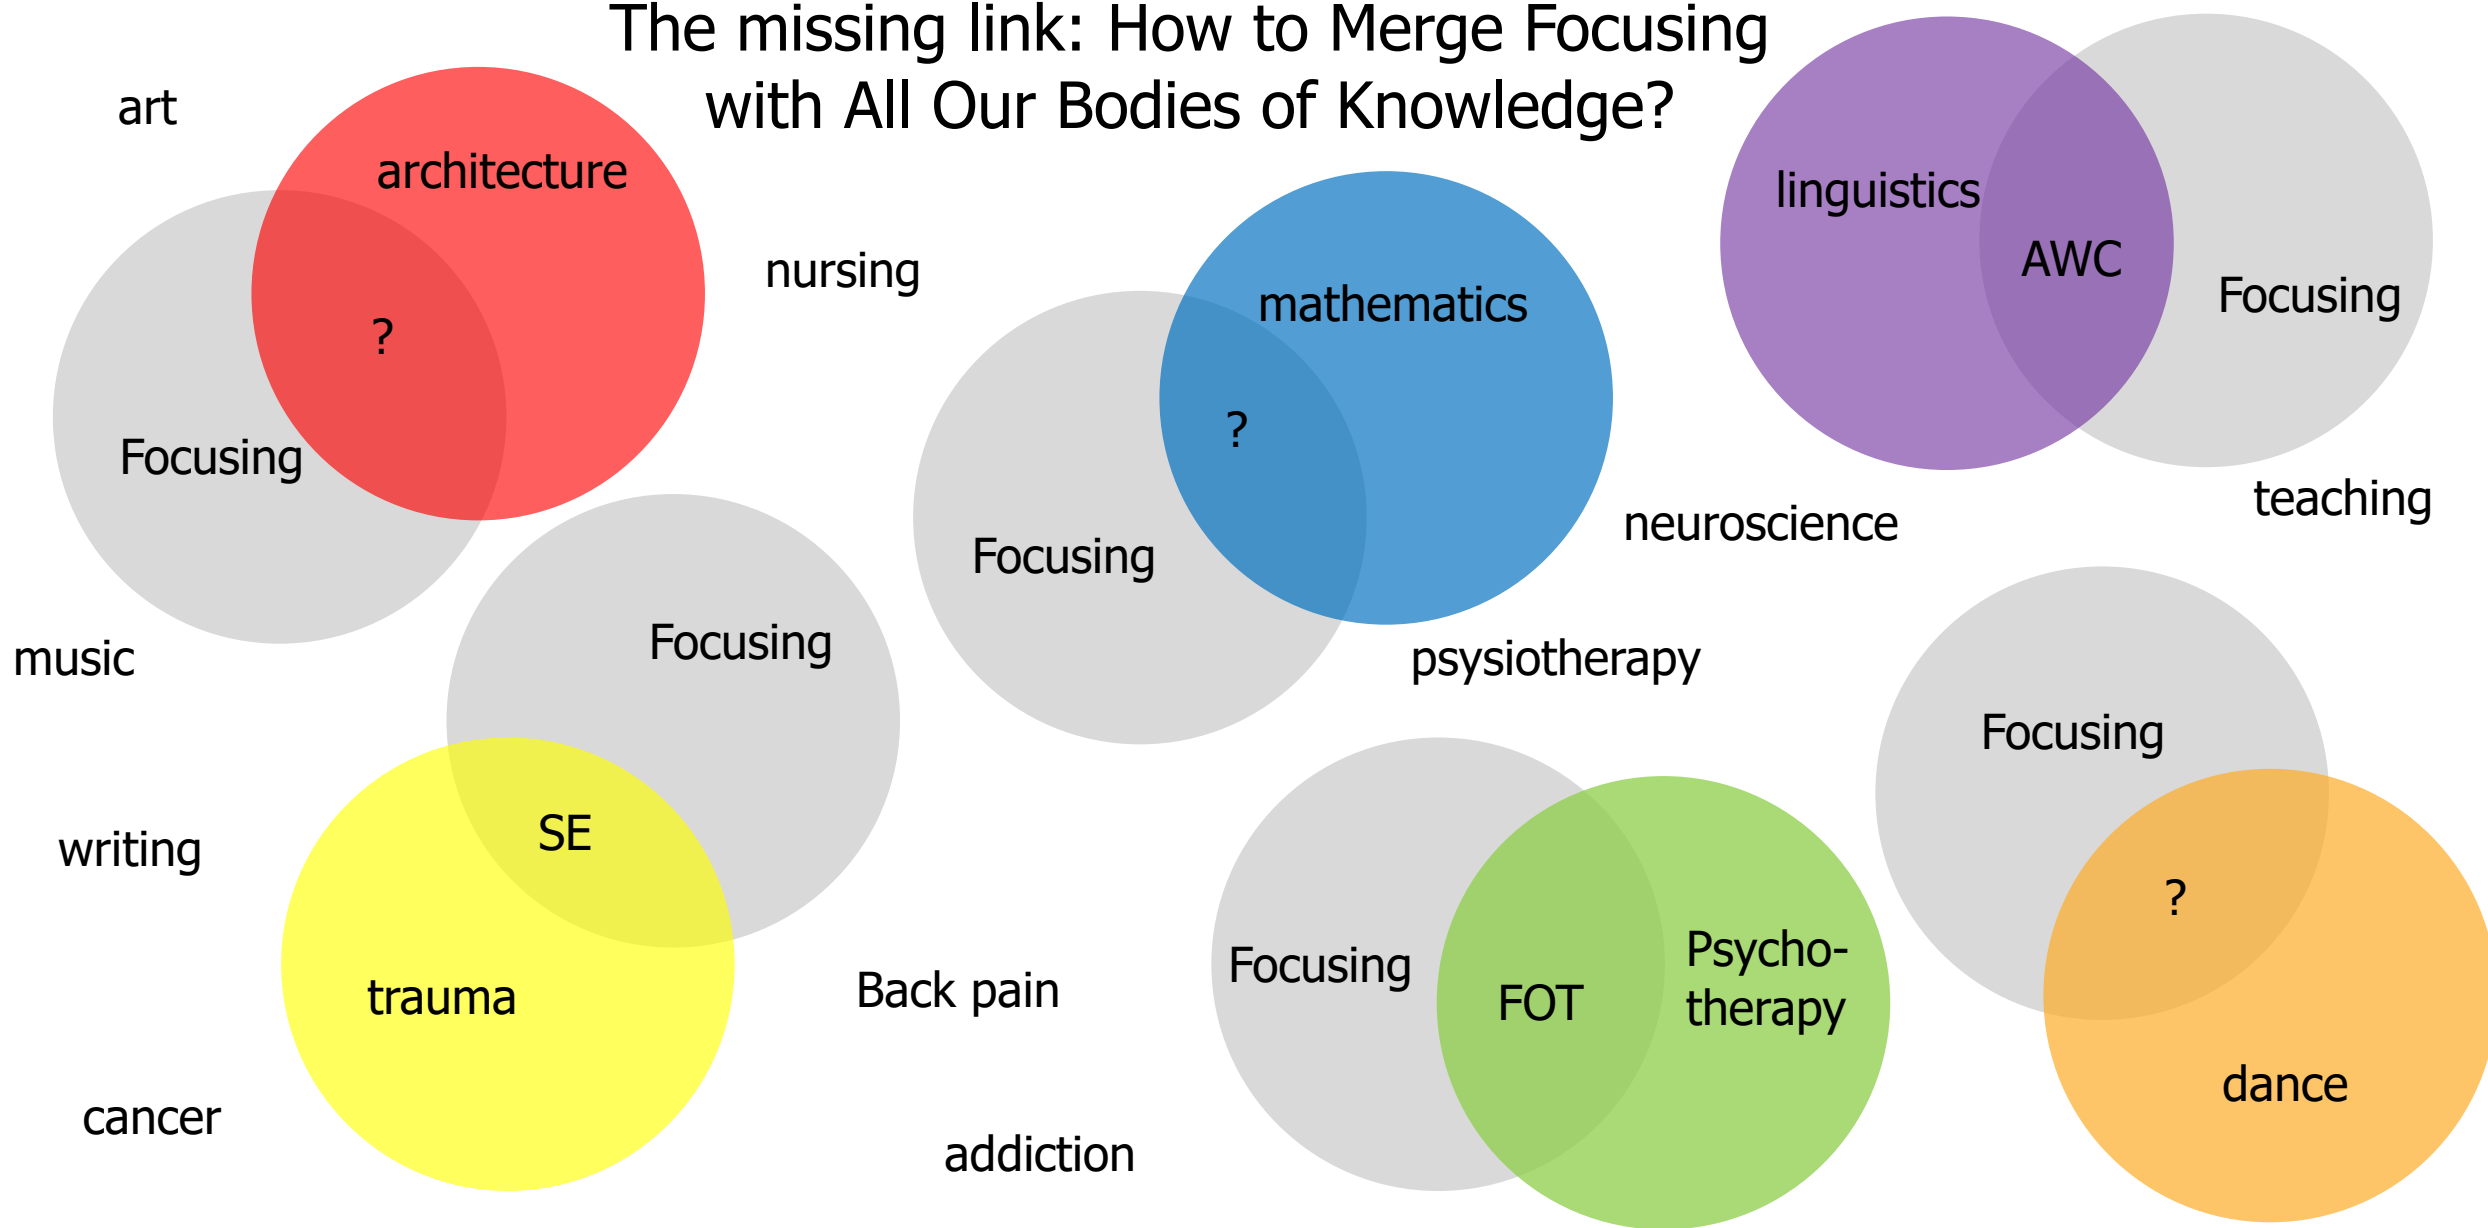 The missing link: How to Merge Focusing
with All Our Bodies of Knowledge?
art
architecture
?
Focusing
nursing
mathematics
?
Focusing
linguistics
AWC
Focusing
teaching
neuroscience
psysiotherapy
music
Focusing
SE
trauma
writing
cancer
Back pain
addiction
Focusing
FOT
Psycho-
therapy
Focusing
?
dance